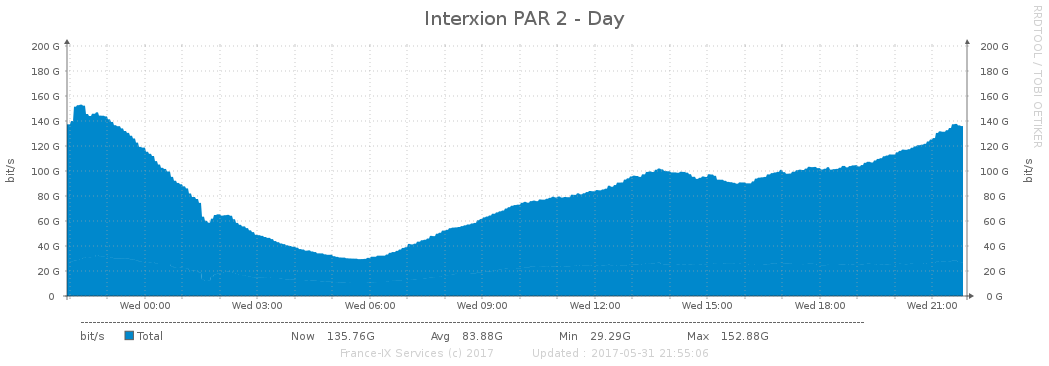 Interxion PAR 2 - Day
RRDTOOL / TOBI OETIKER
200 G 200 G
180 G 180 G
160 G 160 G
140 G 140 G
120 G 120 G
100 G 100 G
80 G 80 G
60 G 60 G
40 G 40 G
20 G 20 G
0 0 G
bit/s bit/s
Wed 00:00 Wed 03:00 Wed 06:00 Wed 09:00 Wed 12:00 Wed 15:00 Wed 18:00 Wed 21:00
bit/s Total Now 135.76G Avg 83.88G Min 29.29G Max 152.88G
France-IX Services (c) 2017 Updated : 2017-05-31 21:55:06